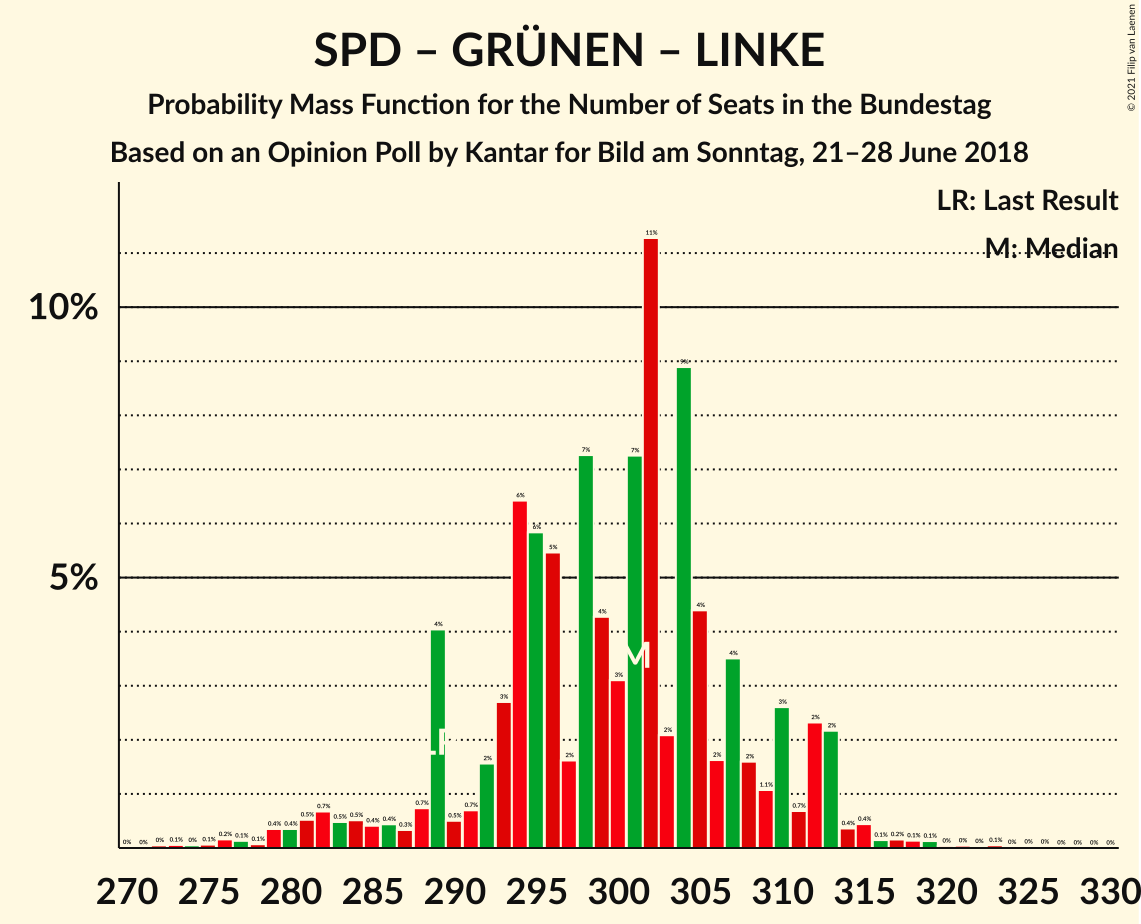 SPD – GRÜNEN – LINKE
Probability Mass Function for the Number of Seats in the Bundestag
Based on an Opinion Poll by Kantar for Bild am Sonntag, 21–28 June 2018
© 2021 Filip van Laenen
LR: Last Result
M: Median
10%
5%
0% 0% 0% 0.1% 0% 0.1% 0.2% 0.1% 0.1% 0.4% 0.4% 0.5% 0.7% 0.5% 0.5% 0.4% 0.4% 0.3% 0.7% 4% 0.5% 0.7% 2% 3% 6% 6% 5% 2% 7% 4% 3% 7% 11% 2% 9% 4% 2% 4% 2% 1.1% 3% 0.7% 2% 2% 0.4% 0.4% 0.1% 0.2% 0.1% 0.1% 0% 0% 0% 0.1% 0% 0% 0% 0% 0% 0% 0%
LR
M
270 275 280 285 290 295 300 305 310 315 320 325 330